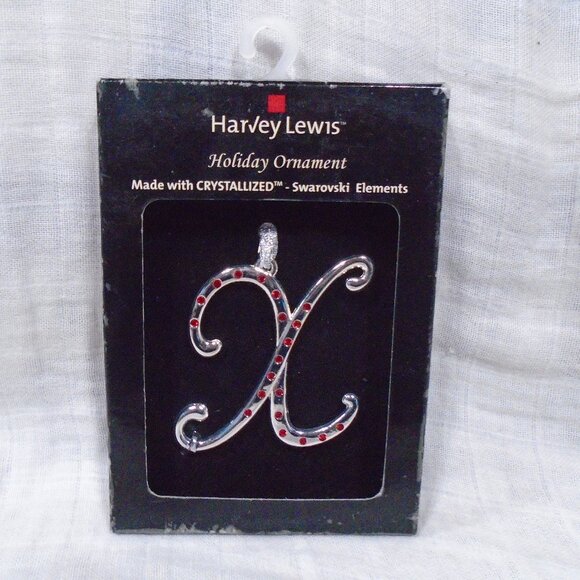 Harvey Lewis™
Holiday Ornament
Made with CRYSTALLIZED™ - Swarovski Elements
X